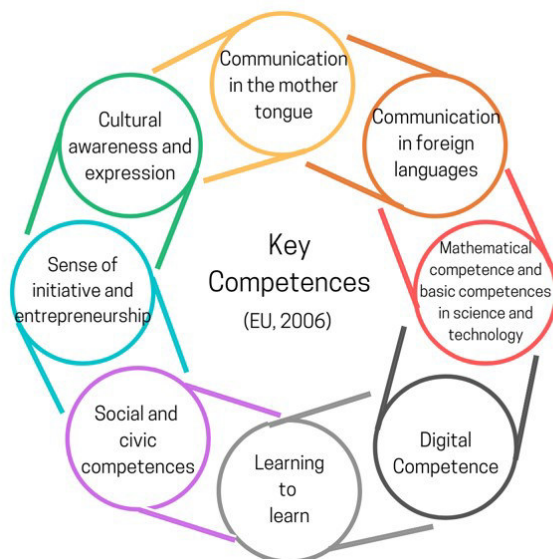 Communication
in the mother
tongue
Communication
in foreign
languages
Mathematical
competence and
basic competences
in science and
technology
Digital
Competence
Learning
to
learn
Social and
civic
competences
Sense of
initiative and
entrepreneurship
Cultural
awareness and
expression
Key
Competences
(EU, 2006)